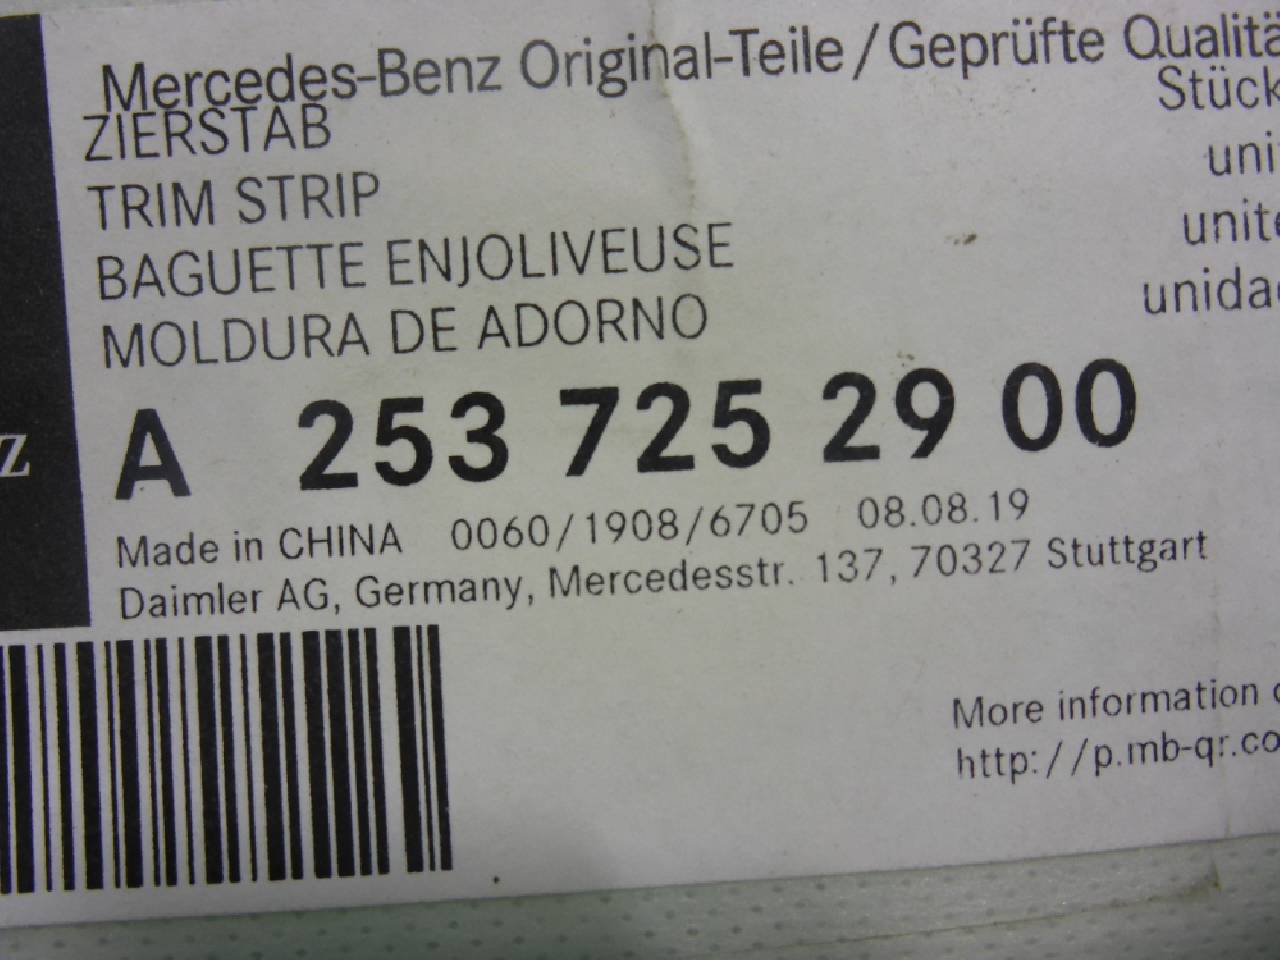 Mercedes-Benz Original-Teile / Geprüfte Qualitä
ZIERSTAB Stück
TRIM STRIP uni
BAGUETTE ENJOLIVEUSE unite
MOLDURA DE ADORNO unida
A 253 725 29 00
Z
Made in CHINA 0060/1908/6705 08.08.19
Daimler AG, Germany, Mercedesstr. 137, 70327 Stuttgart
More information
http://p.mb-qr.co